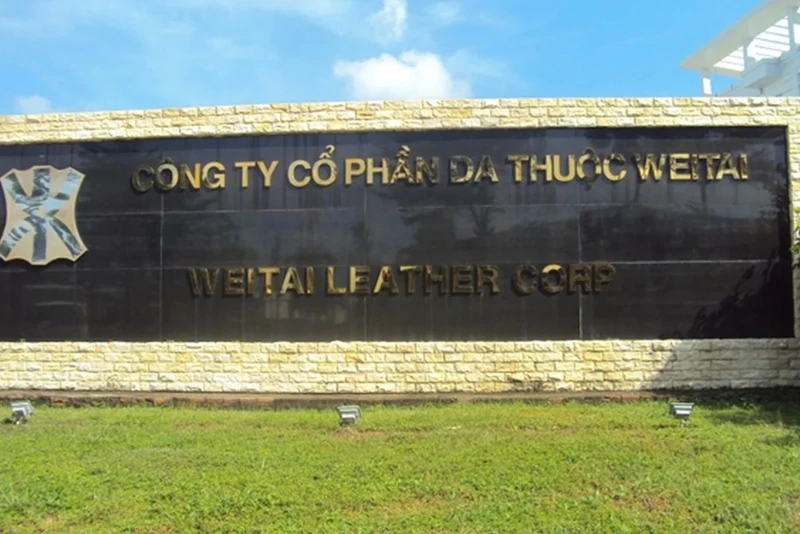 CÔNG TY CỔ PHẦN DA THUỘC WEITAI
WEITAI LEATHER CORP